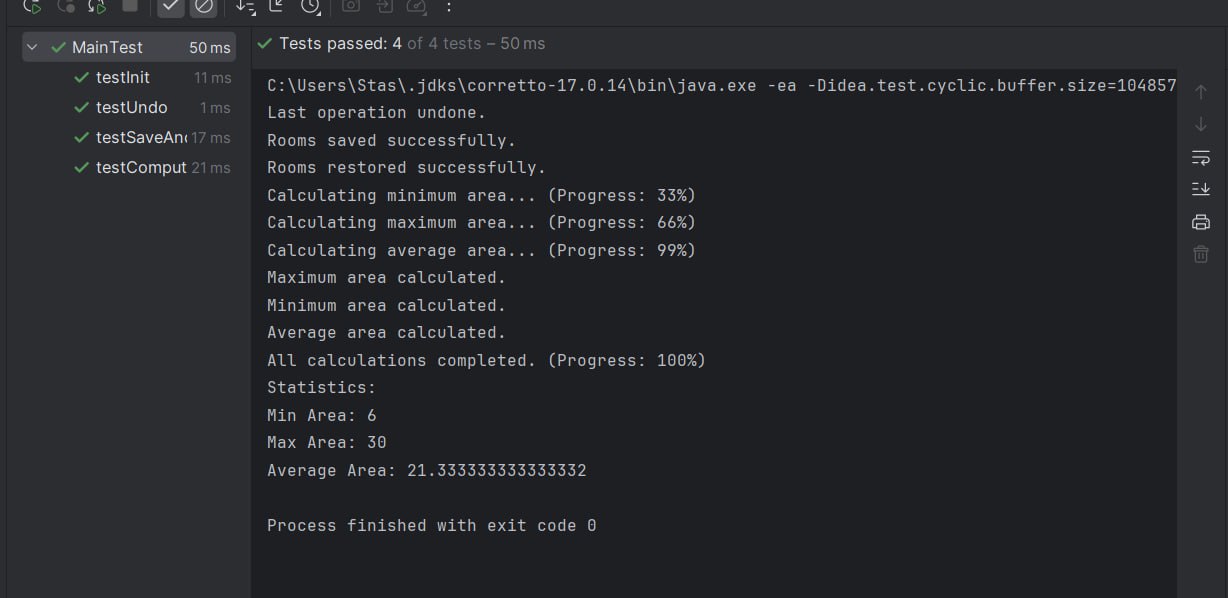 MainTest 50 ms
testInit 11 ms
testUndo 1 ms
testSaveAn 17 ms
testComput 21 ms
Tests passed: 4 of 4 tests – 50 ms
C:\Users\Stas\.jdks\corretto-17.0.14\bin\java.exe -ea -Didea.test.cyclic.buffer.size=104857
Last operation undone.
Rooms saved successfully.
Rooms restored successfully.
Calculating minimum area... (Progress: 33%)
Calculating maximum area... (Progress: 66%)
Calculating average area... (Progress: 99%)
Maximum area calculated.
Minimum area calculated.
Average area calculated.
All calculations completed. (Progress: 100%)
Statistics:
Min Area: 6
Max Area: 30
Average Area: 21.333333333333332
Process finished with exit code 0